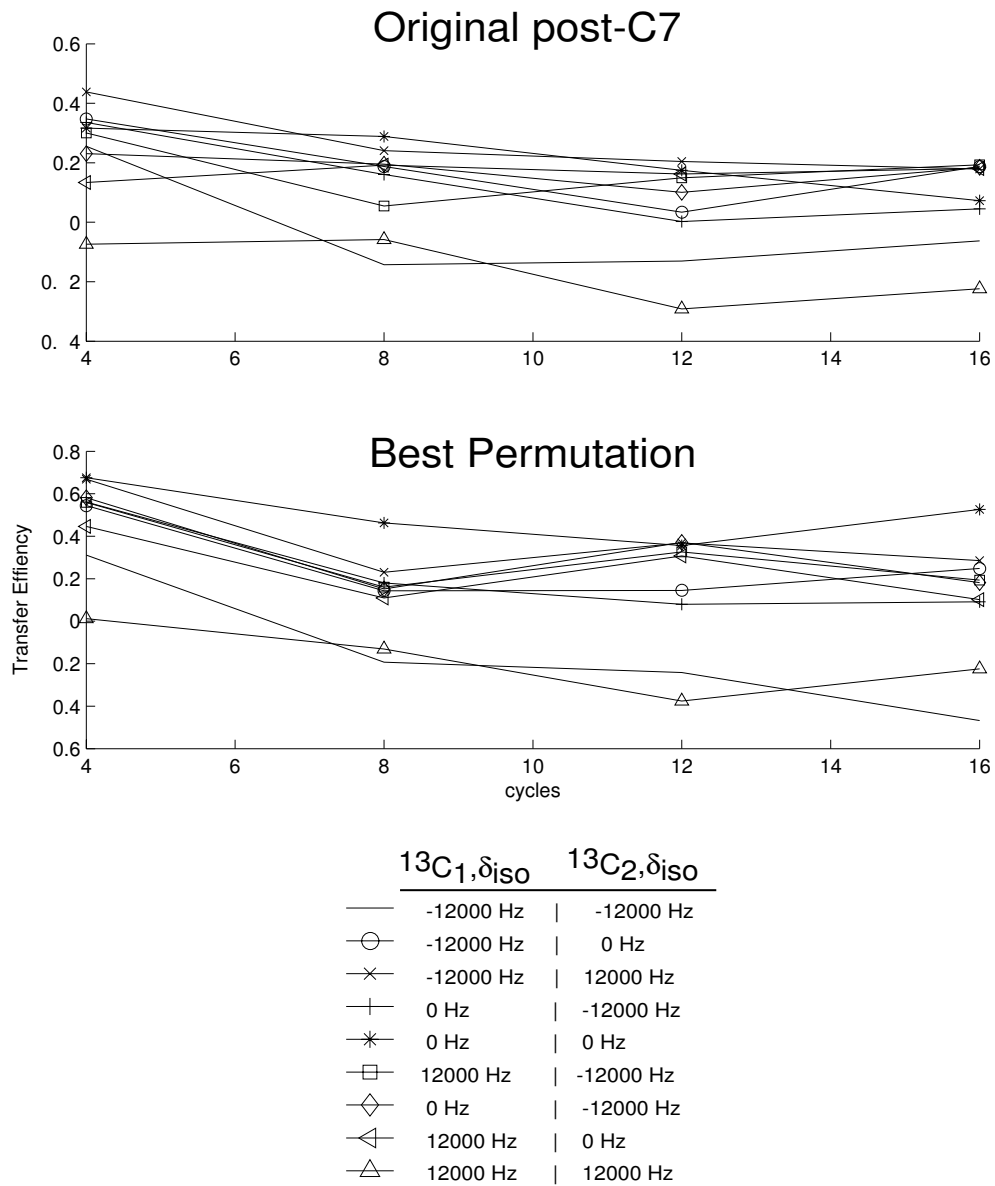 Original post-C7
0.6
0.4
0.2
0
0. 2
0. 4
4 6 8 10 12 14 16
Best Permutation
0.8
0.6
0.4
0.2
0
0.2
0.4
0.6
Transfer Effiency
4 6 8 10 12 14 16
cycles
¹³C₁,δiso ¹³C₂,δiso
-12000 Hz | -12000 Hz
-12000 Hz | 0 Hz
-12000 Hz | 12000 Hz
0 Hz | -12000 Hz
0 Hz | 0 Hz
12000 Hz | -12000 Hz
0 Hz | -12000 Hz
12000 Hz | 0 Hz
12000 Hz | 12000 Hz